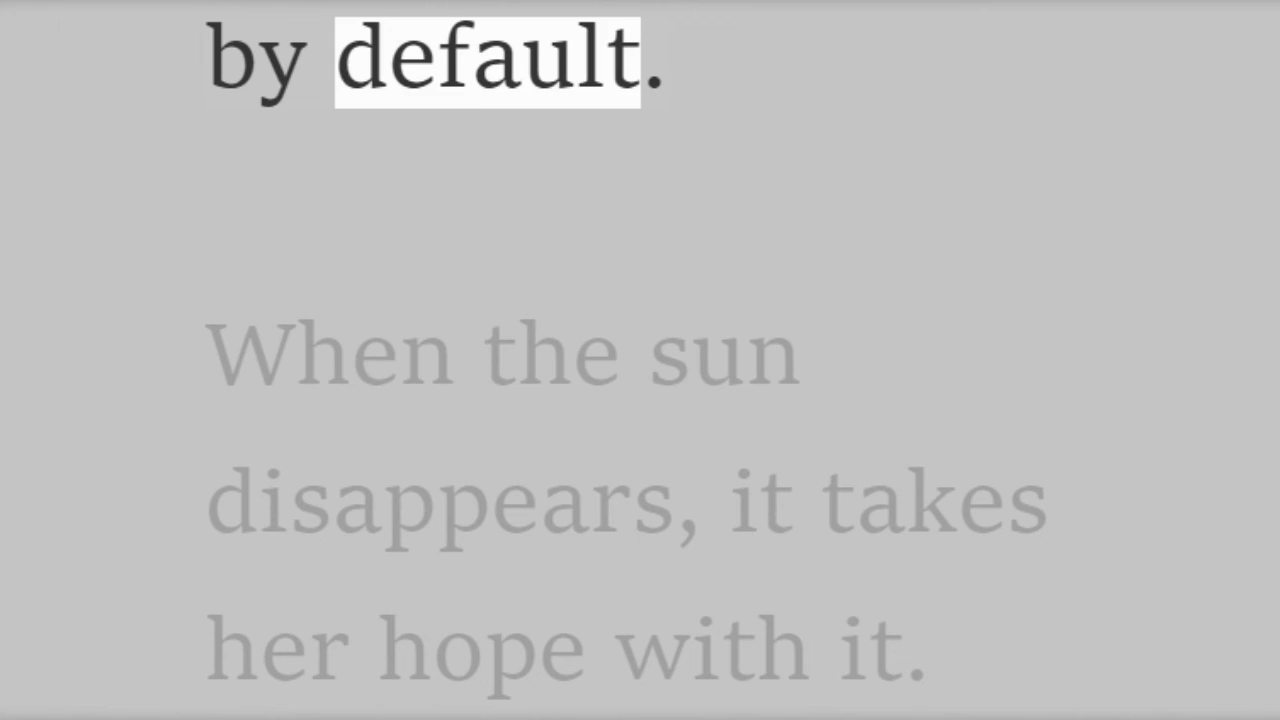 by default.
When the sun
disappears, it takes
her hope with it.